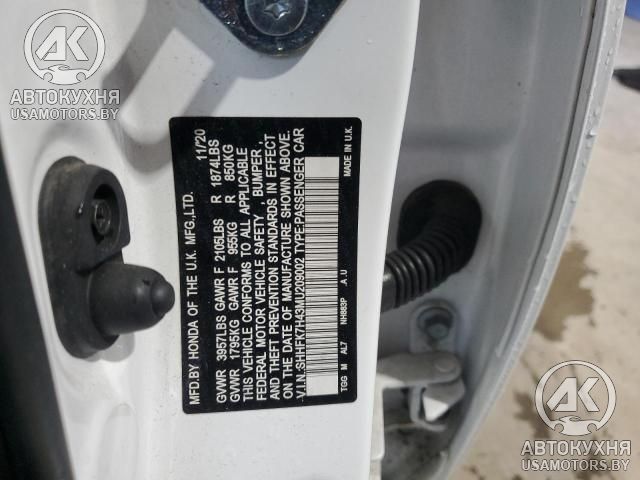 MFD.BY HONDA OF THE U.K. MFG.,LTD. 11/20
GVWR 3957LBS GAWR F 2105LBS R 1874LBS
GVWR 1795KG GAWR F 955KG R 850KG
THIS VEHICLE CONFORMS TO ALL APPLICABLE
FEDERAL MOTOR VEHICLE SAFETY , BUMPER ,
AND THEFT PREVENTION STANDARDS IN EFFECT
ON THE DATE OF MANUFACTURE SHOWN ABOVE.
V.I.N.:SHHFK7H43MU209002 TYPE:PASSENGER CAR
TGG M AL7 NH883P .A.U MADE IN U.K.
AK
АВТОКУХНЯ
USAMOTORS.BY
AK
АВТОКУХНЯ
USAMOTORS.BY